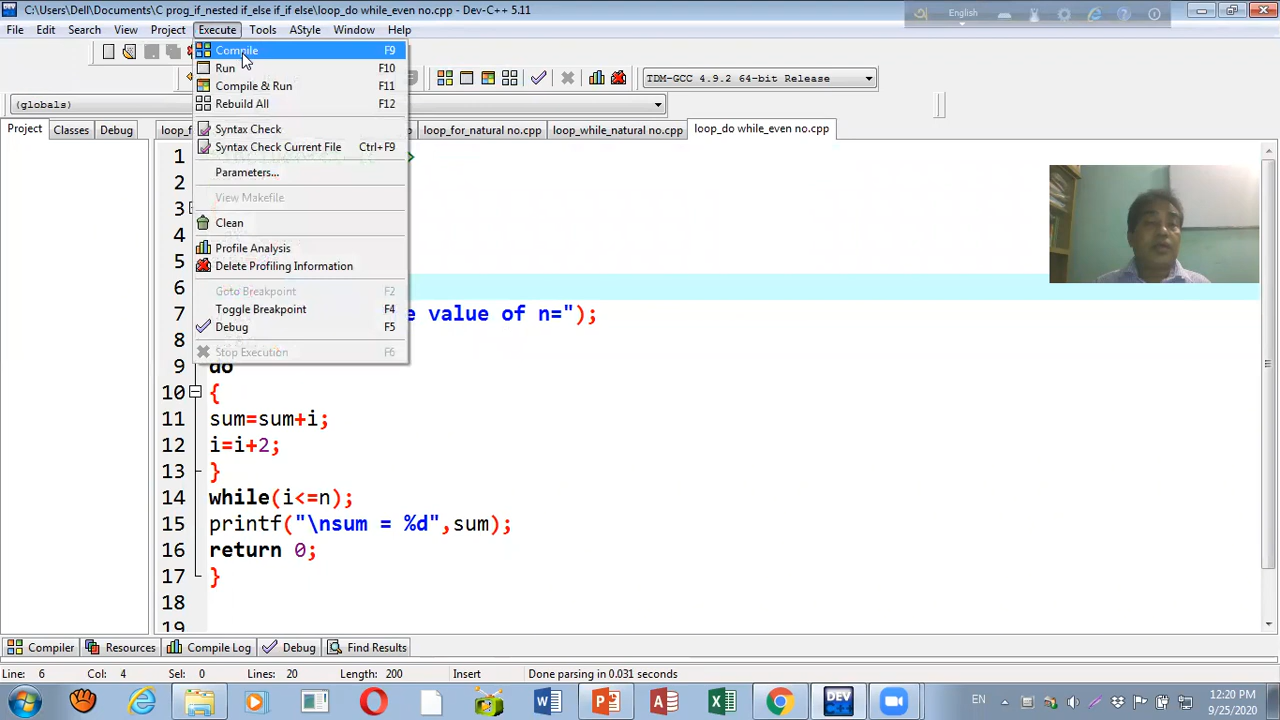 C:\Users\Dell\Documents\C prog_if_nested if_else if_if else\loop_do while_even no.cpp - Dev-C++ 5.11
English
File Edit Search View Project Execute Tools AStyle Window Help
Compile F9
Run F10
Compile & Run F11
Rebuild All F12
Syntax Check
Syntax Check Current File Ctrl+F9
Parameters...
View Makefile
Clean
Profile Analysis
Delete Profiling Information
Goto Breakpoint F2
Toggle Breakpoint F4
Debug F5
Stop Execution F6
TDM-GCC 4.9.2 64-bit Release
(globals)
Project Classes Debug
loop_for_natural no.cpp loop_while_natural no.cpp loop_do while_even no.cpp
1 >
2
3
4
5
6
7 e value of n=");
8
9 do
10 {
11 sum=sum+i;
12 i=i+2;
13 }
14 while(i<=n);
15 printf("\nsum = %d",sum);
16 return 0;
17 }
18
19
Compiler Resources Compile Log Debug Find Results
Line: 6 Col: 4 Sel: 0 Lines: 20 Length: 200 Insert Done parsing in 0.031 seconds
DEV
EN
12:20 PM
9/25/2020